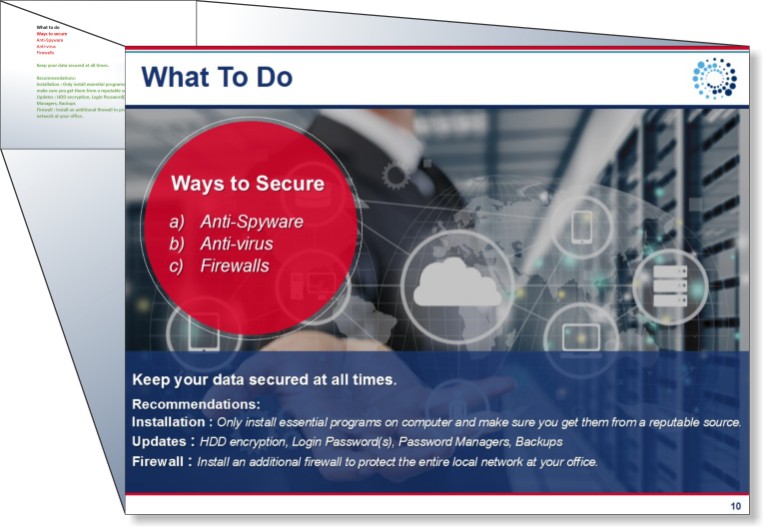 What to do
Ways to secure
Anti-Spyware
Anti-virus
Firewalls
Keep your data secured at all times.
Recommendations:
Installation : Only install essential programs
make sure you get them from a reputable
Updates : HDD encryption, Login Password
Managers, Backups
Firewall : Install an additional firewall to
network at your office.
What To Do
Ways to Secure
a) Anti-Spyware
b) Anti-virus
c) Firewalls
Keep your data secured at all times.
Recommendations:
Installation : Only install essential programs on computer and make sure you get them from a reputable source.
Updates : HDD encryption, Login Password(s), Password Managers, Backups
Firewall : Install an additional firewall to protect the entire local network at your office.
10